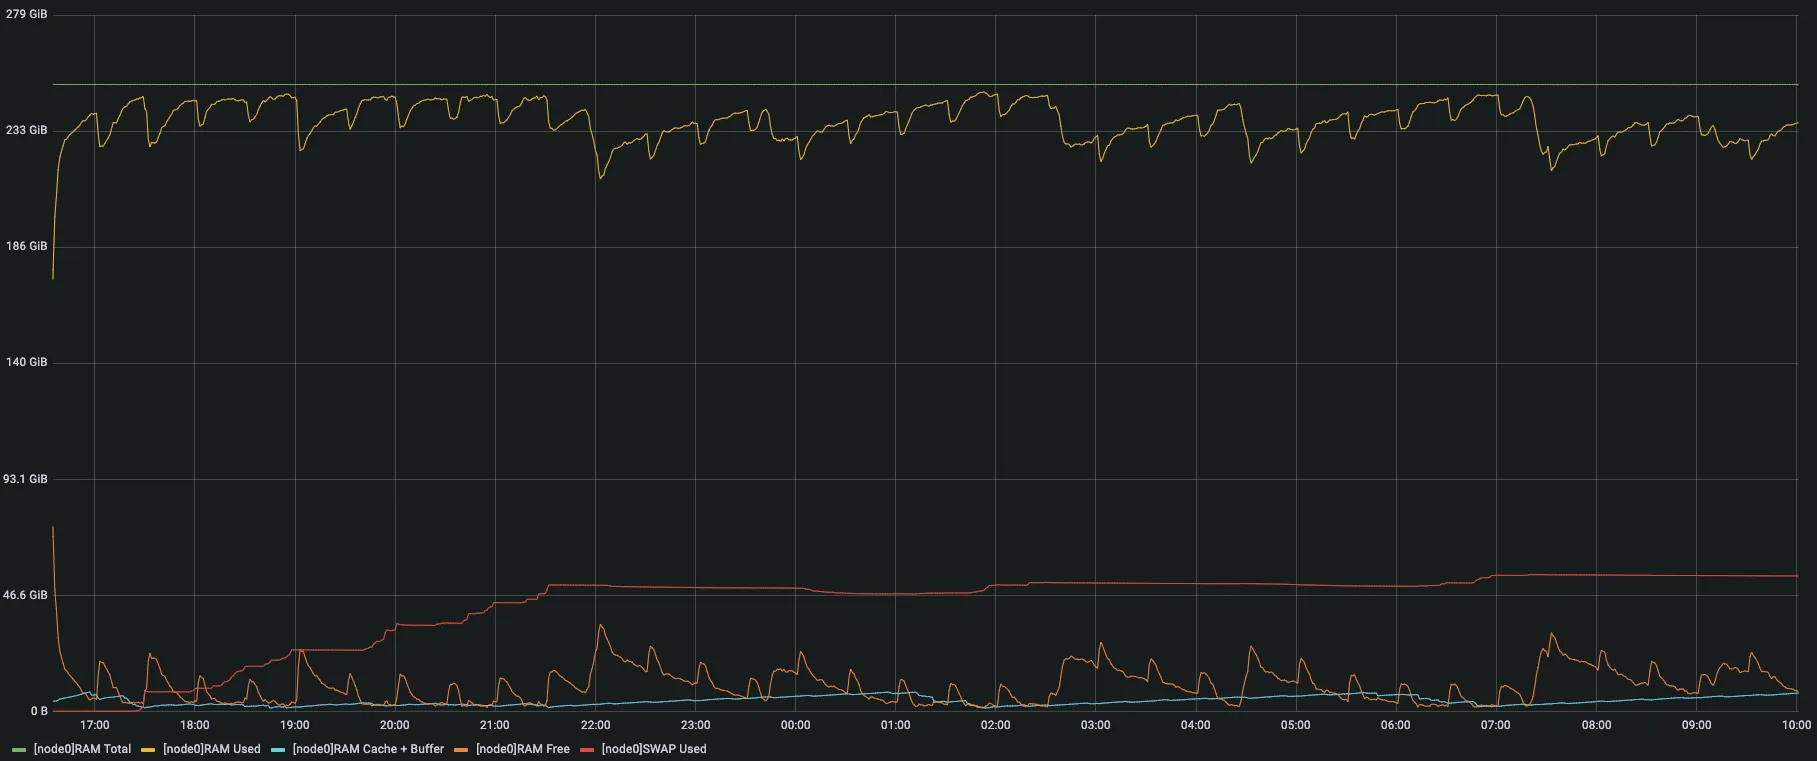 279 GiB
233 GiB
186 GiB
140 GiB
93.1 GiB
46.6 GiB
0 B
17:00 18:00 19:00 20:00 21:00 22:00 23:00 00:00 01:00 02:00 03:00 04:00 05:00 06:00 07:00 08:00 09:00 10:00
[node0]RAM Total [node0]RAM Used [node0]RAM Cache + Buffer [node0]RAM Free [node0]SWAP Used